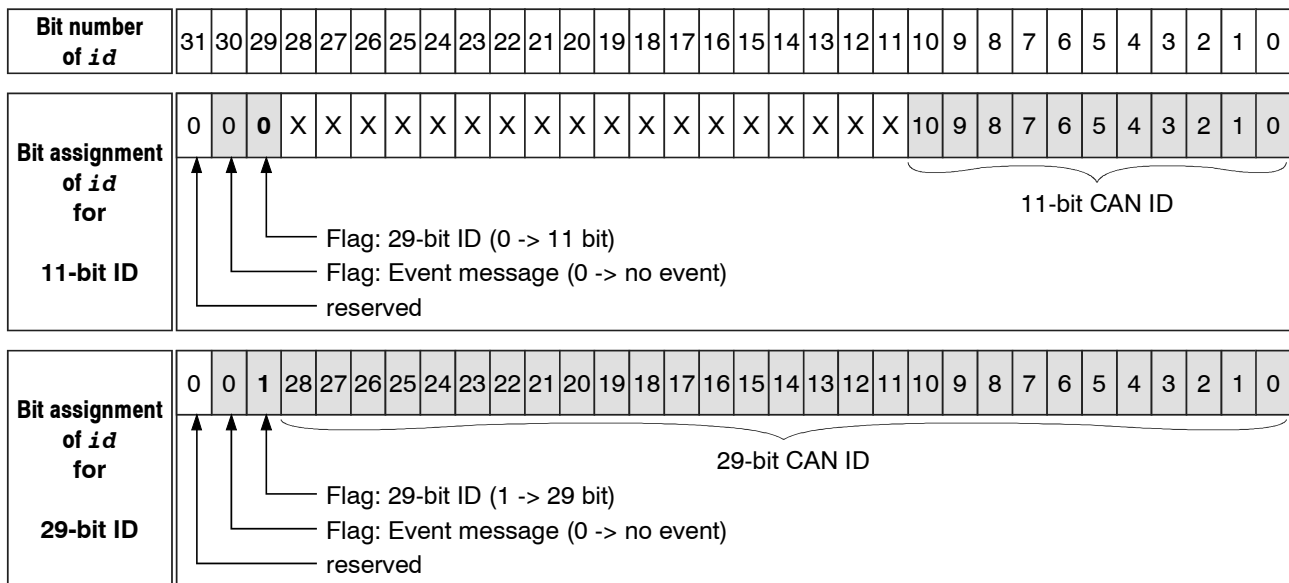 Bit number
of id
31 30 29 28 27 26 25 24 23 22 21 20 19 18 17 16 15 14 13 12 11 10 9 8 7 6 5 4 3 2 1 0
Bit assignment
of id
for
11-bit ID
0 0 0 X X X X X X X X X X X X X X X X X X 10 9 8 7 6 5 4 3 2 1 0
11-bit CAN ID
Flag: 29-bit ID (0 -> 11 bit)
Flag: Event message (0 -> no event)
reserved
Bit assignment
of id
for
29-bit ID
0 0 1 28 27 26 25 24 23 22 21 20 19 18 17 16 15 14 13 12 11 10 9 8 7 6 5 4 3 2 1 0
29-bit CAN ID
Flag: 29-bit ID (1 -> 29 bit)
Flag: Event message (0 -> no event)
reserved